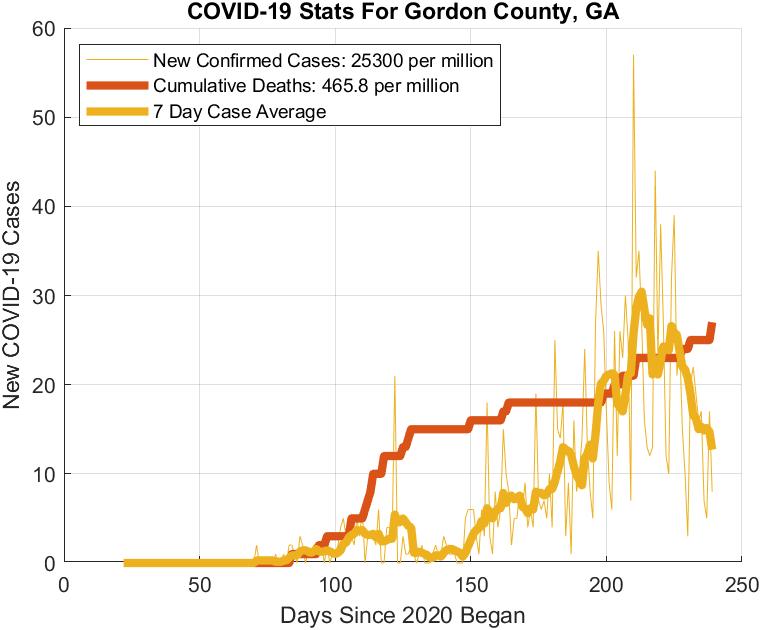 COVID-19 Stats For Gordon County, GA
60
50
40
30
20
10
0
New COVID-19 Cases
New Confirmed Cases: 25300 per million
Cumulative Deaths: 465.8 per million
7 Day Case Average
0 50 100 150 200 250
Days Since 2020 Began